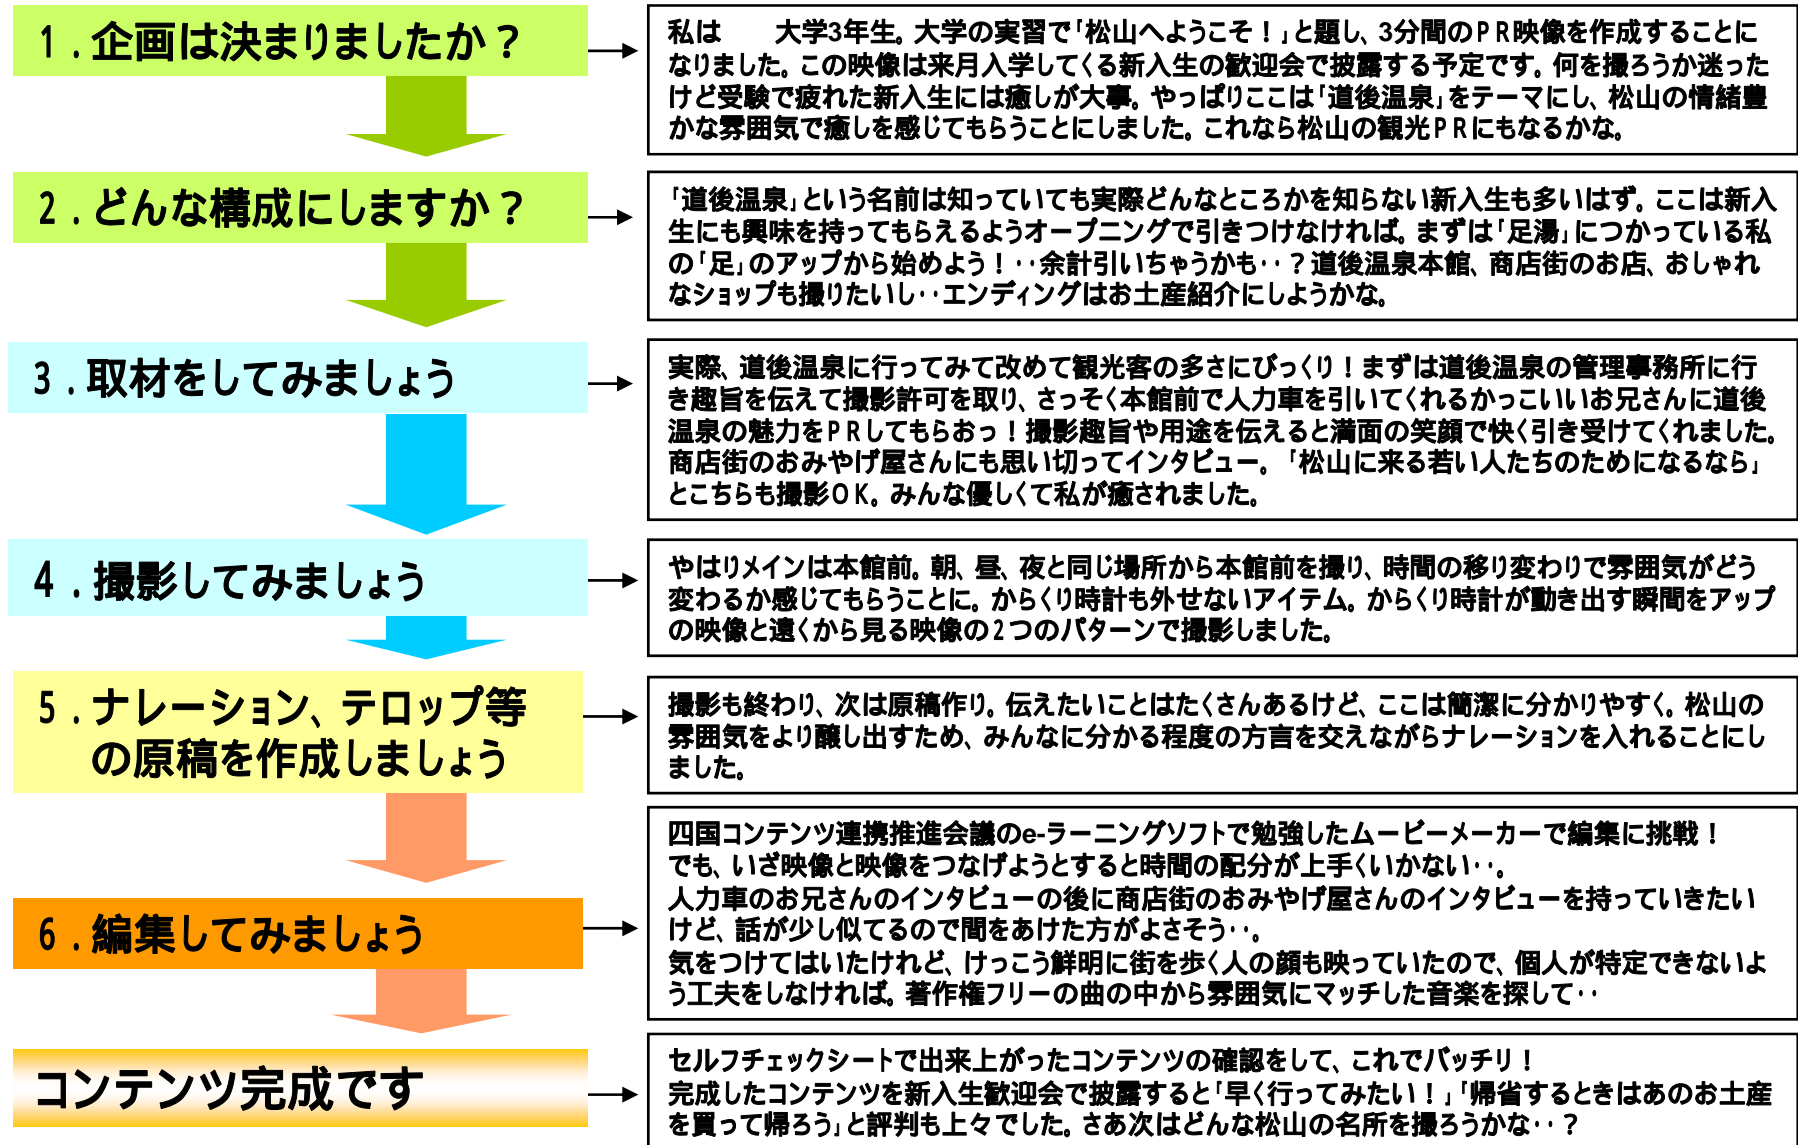 1．企画は決まりましたか？
私は　　大学3年生。大学の実習で「松山へようこそ！」と題し、3分間のＰＲ映像を作成することに
なりました。この映像は来月入学してくる新入生の歓迎会で披露する予定です。何を撮ろうか迷った
けど受験で疲れた新入生には癒しが大事。やっぱりここは「道後温泉」をテーマにし、松山の情緒豊
かな雰囲気で癒しを感じてもらうことにしました。これなら松山の観光ＰＲにもなるかな。
2．どんな構成にしますか？
「道後温泉」という名前は知っていても実際どんなところかを知らない新入生も多いはず。ここは新入
生にも興味を持ってもらえるようオープニングで引きつけなければ。まずは「足湯」につかっている私
の「足」のアップから始めよう！‥余計引いちゃうかも‥？道後温泉本館、商店街のお店、おしゃれ
なショップも撮りたいし‥エンディングはお土産紹介にしようかな。
3．取材をしてみましょう
実際、道後温泉に行ってみて改めて観光客の多さにびっくり！まずは道後温泉の管理事務所に行
き趣旨を伝えて撮影許可を取り、さっそく本館前で人力車を引いてくれるかっこいいお兄さんに道後
温泉の魅力をＰＲしてもらおっ！撮影趣旨や用途を伝えると満面の笑顔で快く引き受けてくれました。
商店街のおみやげ屋さんにも思い切ってインタビュー。「松山に来る若い人たちのためになるなら」
とこちらも撮影ＯＫ。みんな優しくて私が癒されました。
4．撮影してみましょう
やはりメインは本館前。朝、昼、夜と同じ場所から本館前を撮り、時間の移り変わりで雰囲気がどう
変わるか感じてもらうことに。からくり時計も外せないアイテム。からくり時計が動き出す瞬間をアップ
の映像と遠くから見る映像の２つのパターンで撮影しました。
5．ナレーション、テロップ等
の原稿を作成しましょう
撮影も終わり、次は原稿作り。伝えたいことはたくさんあるけど、ここは簡潔に分かりやすく。松山の
雰囲気をより醸し出すため、みんなに分かる程度の方言を交えながらナレーションを入れることにし
ました。
6．編集してみましょう
四国コンテンツ連携推進会議のe-ラーニングソフトで勉強したムービーメーカーで編集に挑戦！
でも、いざ映像と映像をつなげようとすると時間の配分が上手くいかない‥。
人力車のお兄さんのインタビューの後に商店街のおみやげ屋さんのインタビューを持っていきたい
けど、話が少し似てるので間をあけた方がよさそう‥。
気をつけてはいたけれど、けっこう鮮明に街を歩く人の顔も映っていたので、個人が特定できないよ
う工夫をしなければ。著作権フリーの曲の中から雰囲気にマッチした音楽を探して‥
コンテンツ完成です
セルフチェックシートで出来上がったコンテンツの確認をして、これでバッチリ！
完成したコンテンツを新入生歓迎会で披露すると「早く行ってみたい！」「帰省するときはあのお土産
を買って帰ろう」と評判も上々でした。さあ次はどんな松山の名所を撮ろうかな‥？